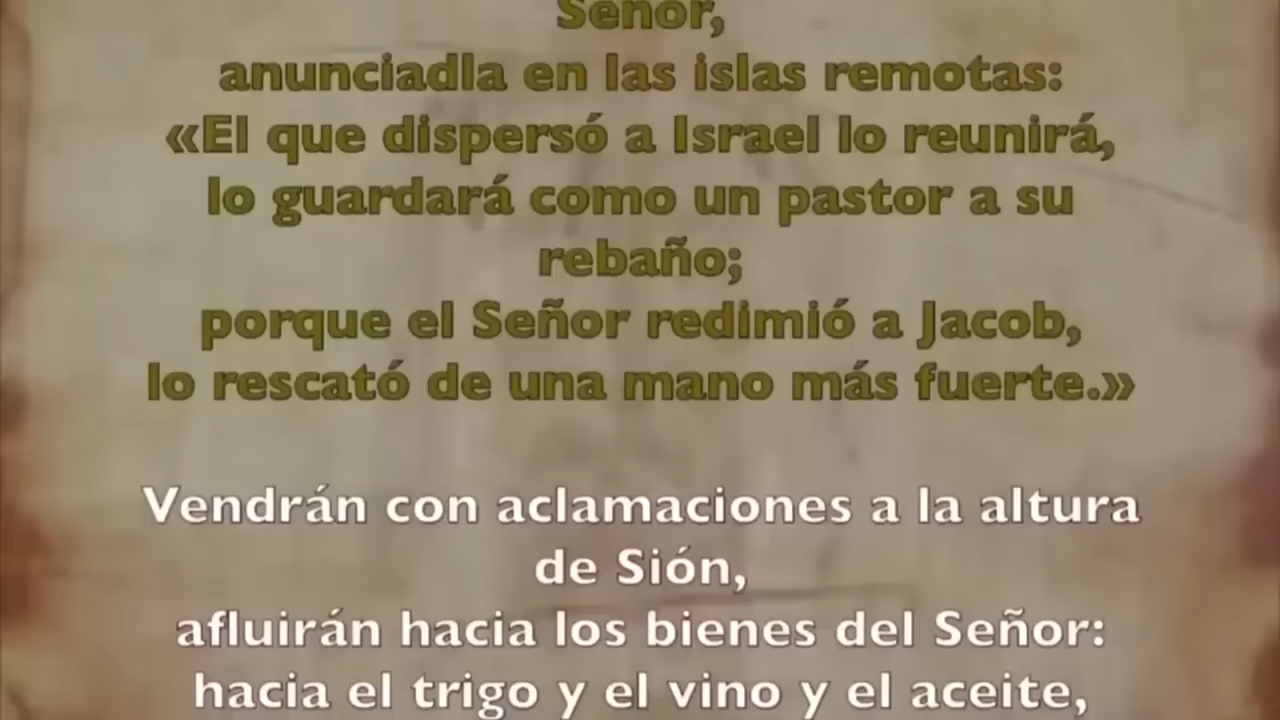 Señor,
anunciadla en las islas remotas:
«El que dispersó a Israel lo reunirá,
lo guardará como un pastor a su
rebaño;
porque el Señor redimió a Jacob,
lo rescató de una mano más fuerte.»
Vendrán con aclamaciones a la altura
de Sión,
afluirán hacia los bienes del Señor:
hacia el trigo y el vino y el aceite,